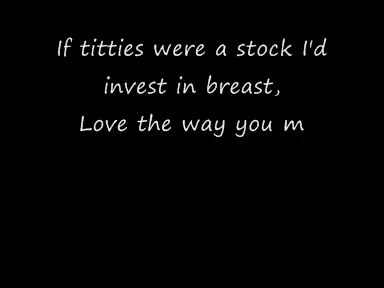 If titties were a stock I'd
invest in breast,
Love the way you m